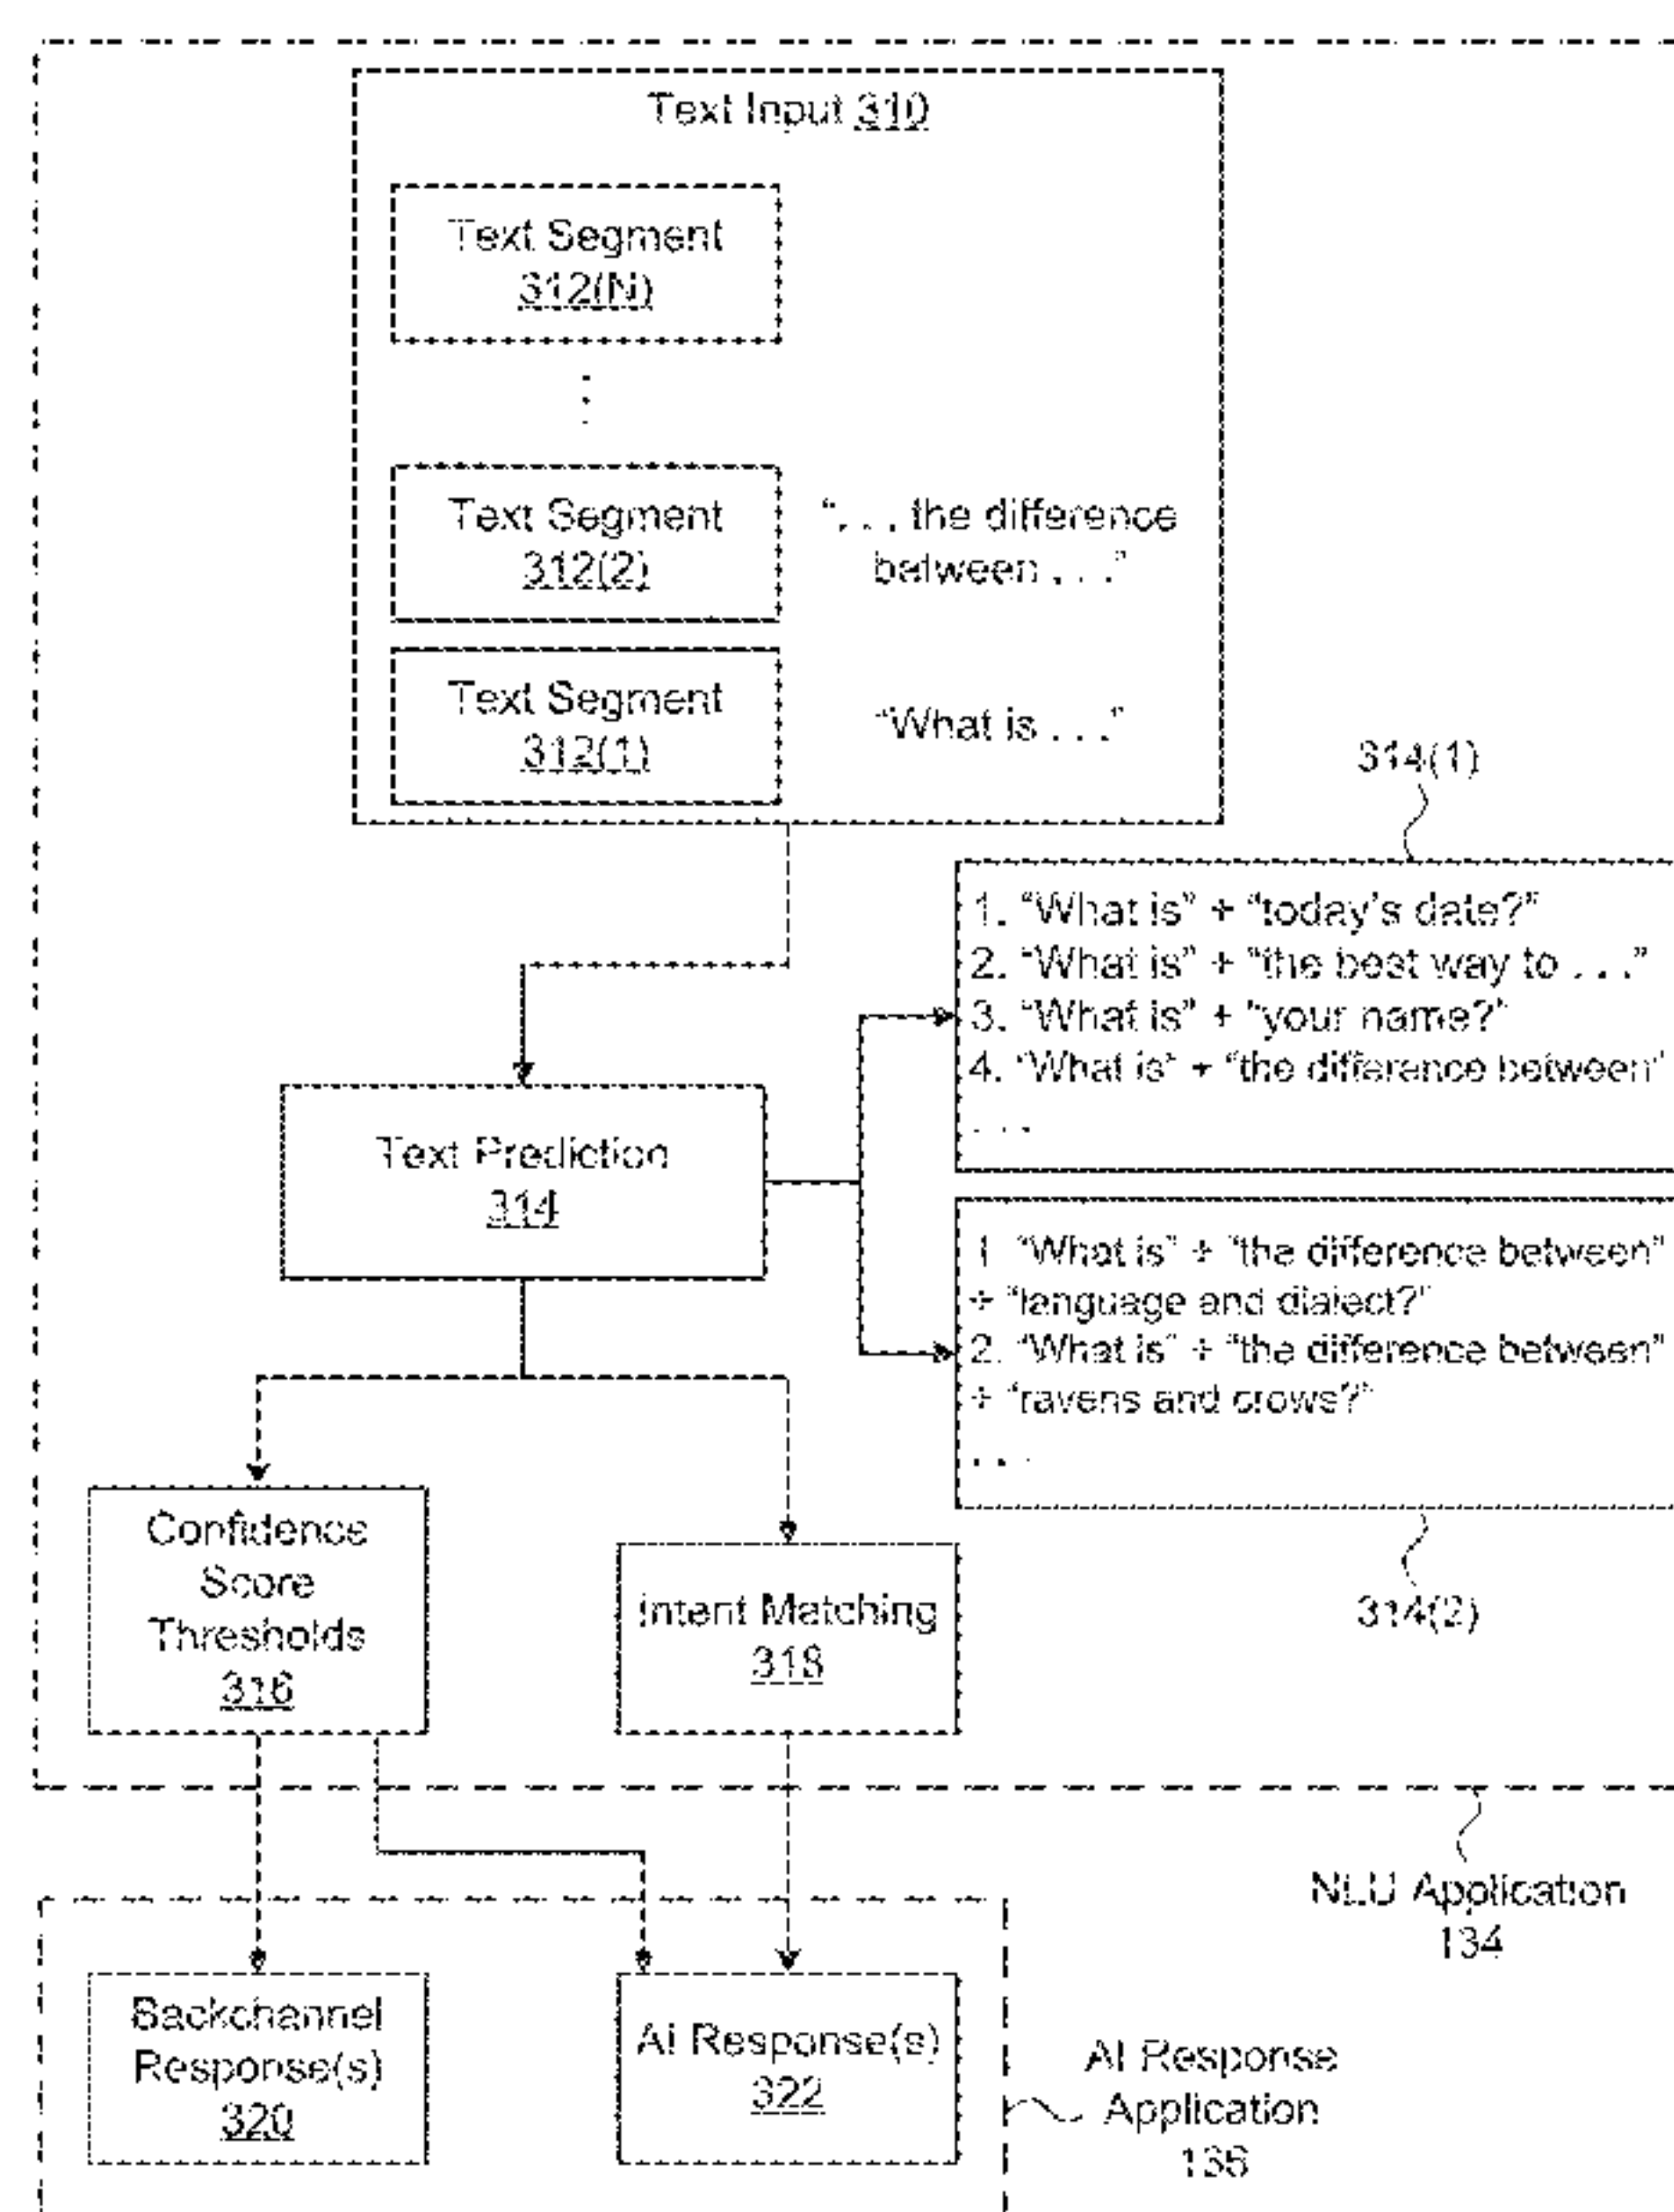 Text Input 310
Text Segment
312(N)
Text Segment
312(2)
“. . . the difference
between . . .”
Text Segment
312(1)
“What is . . .”
314(1)
1. “What is” + “today’s date?”
2. “What is” + “the best way to . . .”
3. “What is” + “your name?”
4. “What is” + “the difference between”
. . .
Text Prediction
314
1 “What is” + “the difference between”
+ “language and dialect?”
2. “What is” + “the difference between”
+ “ravens and crows?”
. . .
314(2)
Confidence
Score
Thresholds
316
Intent Matching
318
NLU Application
134
Backchannel
Response(s)
320
AI Response(s)
322
AI Response
Application
136